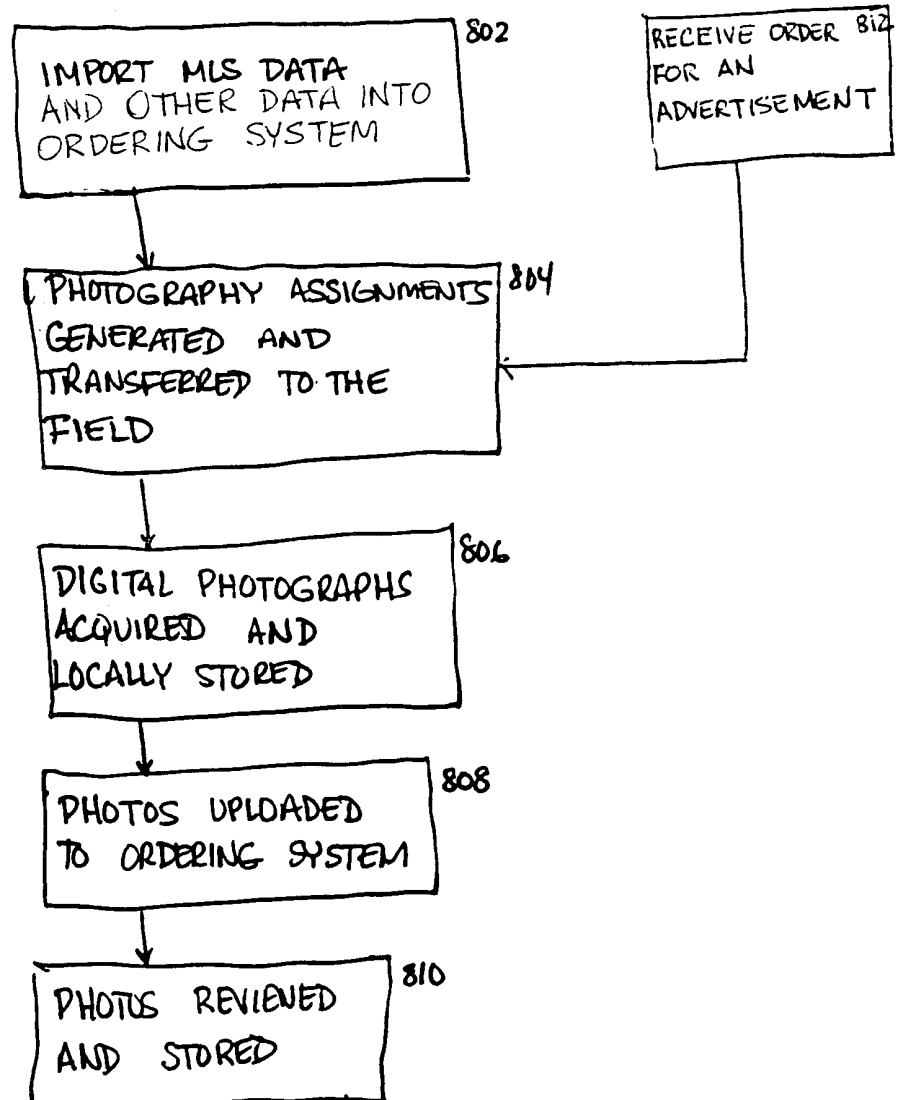 802
IMPORT MLS DATA
AND OTHER DATA INTO
ORDERING SYSTEM
RECEIVE ORDER 812
FOR AN
ADVERTISEMENT
804
PHOTOGRAPHY ASSIGNMENTS
GENERATED AND
TRANSFERRED TO THE
FIELD
806
DIGITAL PHOTOGRAPHS
ACQUIRED AND
LOCALLY STORED
808
PHOTOS UPLOADED
TO ORDERING SYSTEM
810
PHOTOS REVIEWED
AND STORED